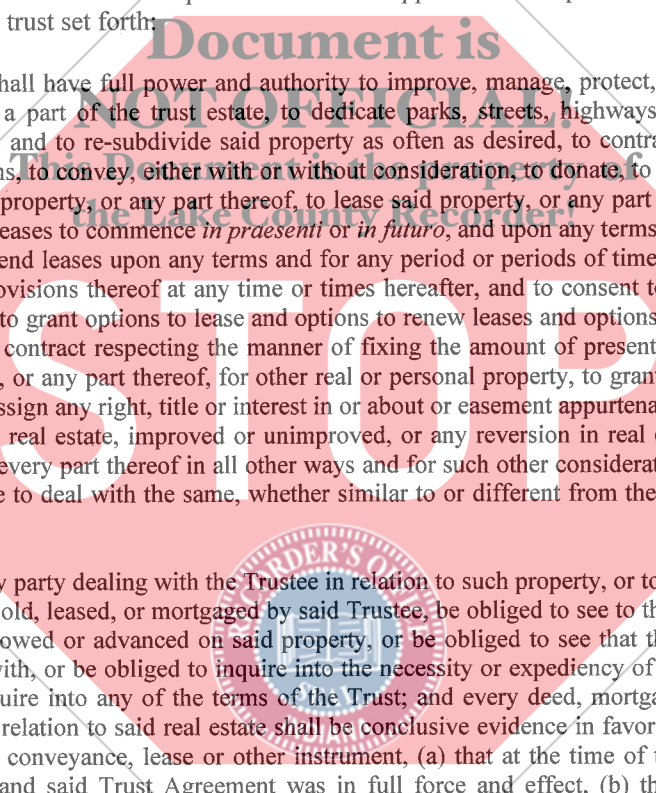 trust set forth:
Document is
hall have full power and authority to improve, manage, protect,
NOT OFFICIAL!
a part of the trust estate, to dedicate parks, streets, highways
and to re-subdivide said property as often as desired, to contra
This Document is the property of
ns, to convey, either with or without consideration, to donate, to
property, or any part thereof, to lease said property, or any part
the Lake County Recorder!
eases to commence in praesenti or in futuro, and upon any terms
end leases upon any terms and for any period or periods of time
ovisions thereof at any time or times hereafter, and to consent t
to grant options to lease and options to renew leases and options
contract respecting the manner of fixing the amount of present
STOP
, or any part thereof, for other real or personal property, to grant
ssign any right, title or interest in or about or easement appurtena
real estate, improved or unimproved, or any reversion in real
every part thereof in all other ways and for such other considerat
e to deal with the same, whether similar to or different from the
RECORDER'S OFFI
y party dealing with the Trustee in relation to such property, or to
old, leased, or mortgaged by said Trustee, be obliged to see to th
owed or advanced on said property, or be obliged to see that th
with, or be obliged to inquire into the necessity or expediency of
uire into any of the terms of the Trust; and every deed, mortga
SEAL
relation to said real estate shall be conclusive evidence in favor
INDIANA
conveyance, lease or other instrument, (a) that at the time of t
and said Trust Agreement was in full force and effect, (b) th